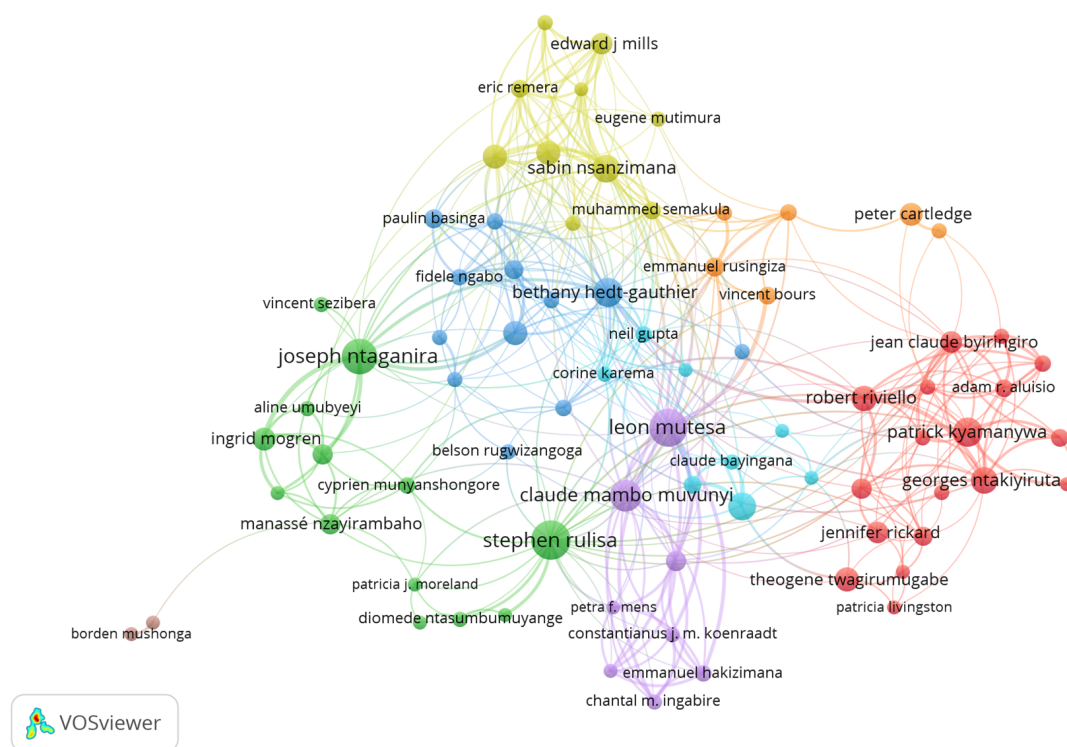 edward j mills
eric remera
eugene mutimura
sabin nsanzimana
muhammed semakula
paulin basinga
peter cartledge
emmanuel rusingiza
fidele ngabo
bethany hedt-gauthier
vincent bours
vincent sezibera
neil gupta
jean claude byiringiro
joseph ntaganira
corine karema
adam r. aluisio
robert riviello
aline umubyeyi
leon mutesa
patrick kyamanywa
ingrid mogren
belson rugwizangoga
claude bayingana
georges ntakiyiruta
cyprien munyanshongore
claude mambo muvunyi
manassé nzayirambaho
jennifer rickard
stephen rulisa
theogene twagirumugabe
patricia j. moreland
petra f. mens
patricia livingston
diomede ntasumbumuyange
borden mushonga
constantianus j. m. koenraadt
emmanuel hakizimana
chantal m. ingabire
VOSviewer